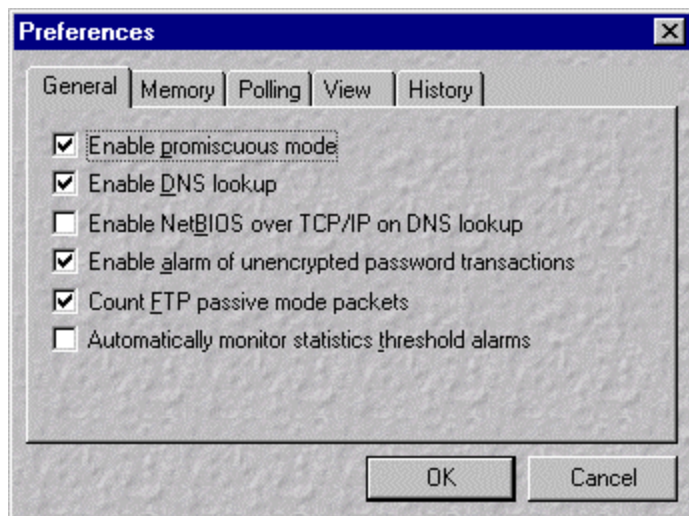 Preferences
General Memory Polling View History
Enable promiscuous mode
Enable DNS lookup
Enable NetBIOS over TCP/IP on DNS lookup
Enable alarm of unencrypted password transactions
Count FTP passive mode packets
Automatically monitor statistics threshold alarms
OK Cancel